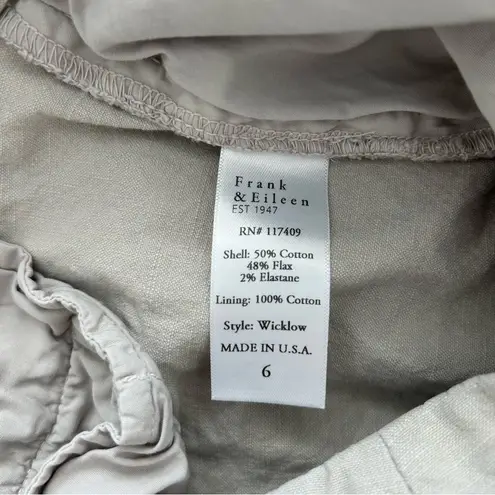 Frank
& Eileen
EST 1947
RN# 117409
Shell: 50% Cotton
48% Flax
2% Elastane
Lining: 100% Cotton
Style: Wicklow
MADE IN U.S.A.
6